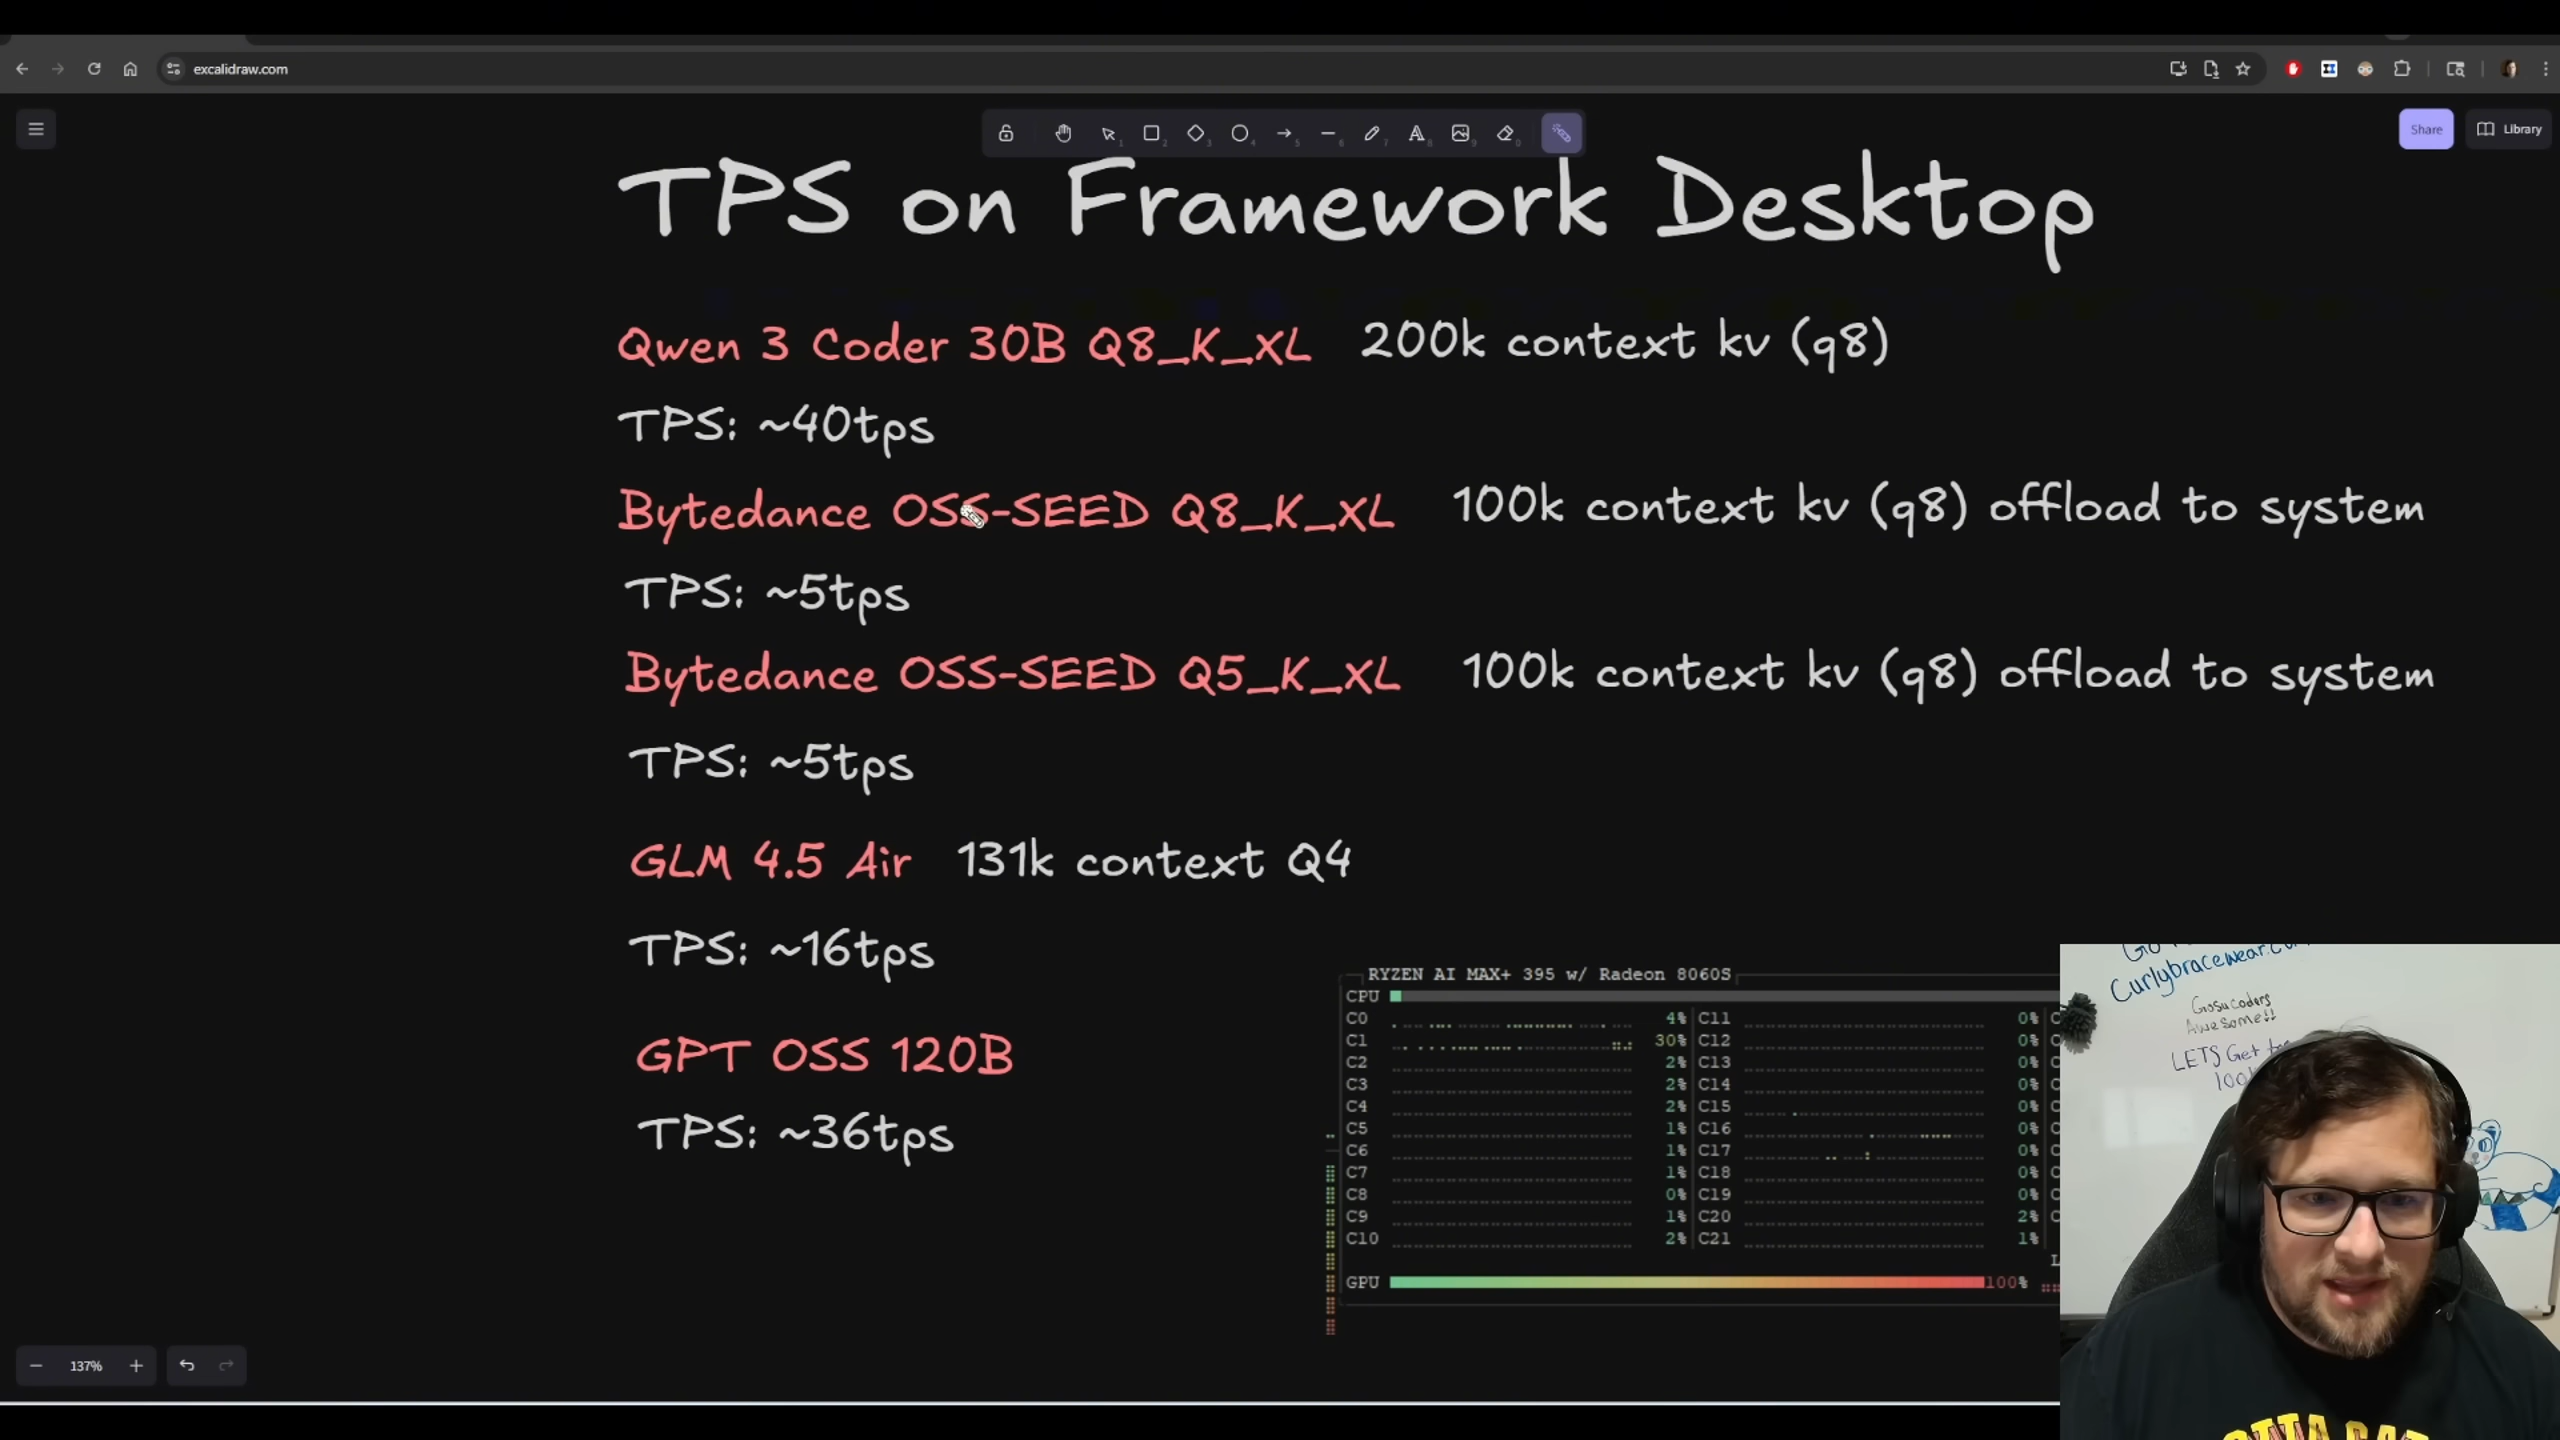 excalidraw.com
Share
Library
TPS on Framework Desktop
Qwen 3 Coder 30B Q8_K_XL 200k context kv (q8)
TPS: ~40tps
Bytedance OSS-SEED Q8_K_XL 100k context kv (q8) offload to system
TPS: ~5tps
Bytedance OSS-SEED Q5_K_XL 100k context kv (q8) offload to system
TPS: ~5tps
GLM 4.5 Air 131k context Q4
TPS: ~16tps
GPT OSS 120B
TPS: ~36tps
RYZEN AI MAX+ 395 w/ Radeon 8060S
CPU
C0 4% C11 0% C
C1 30% C12 0% C
C2 2% C13 0% C
C3 2% C14 0% C
C4 2% C15 0% C
C5 1% C16 0% C
C6 1% C17 0% C
C7 1% C18 0% C
C8 0% C19 0% C
C9 1% C20 2% C
C10 2% C21 1%
L
GPU 100%
Gosucoders
Awesome!!
LETS Get
137%